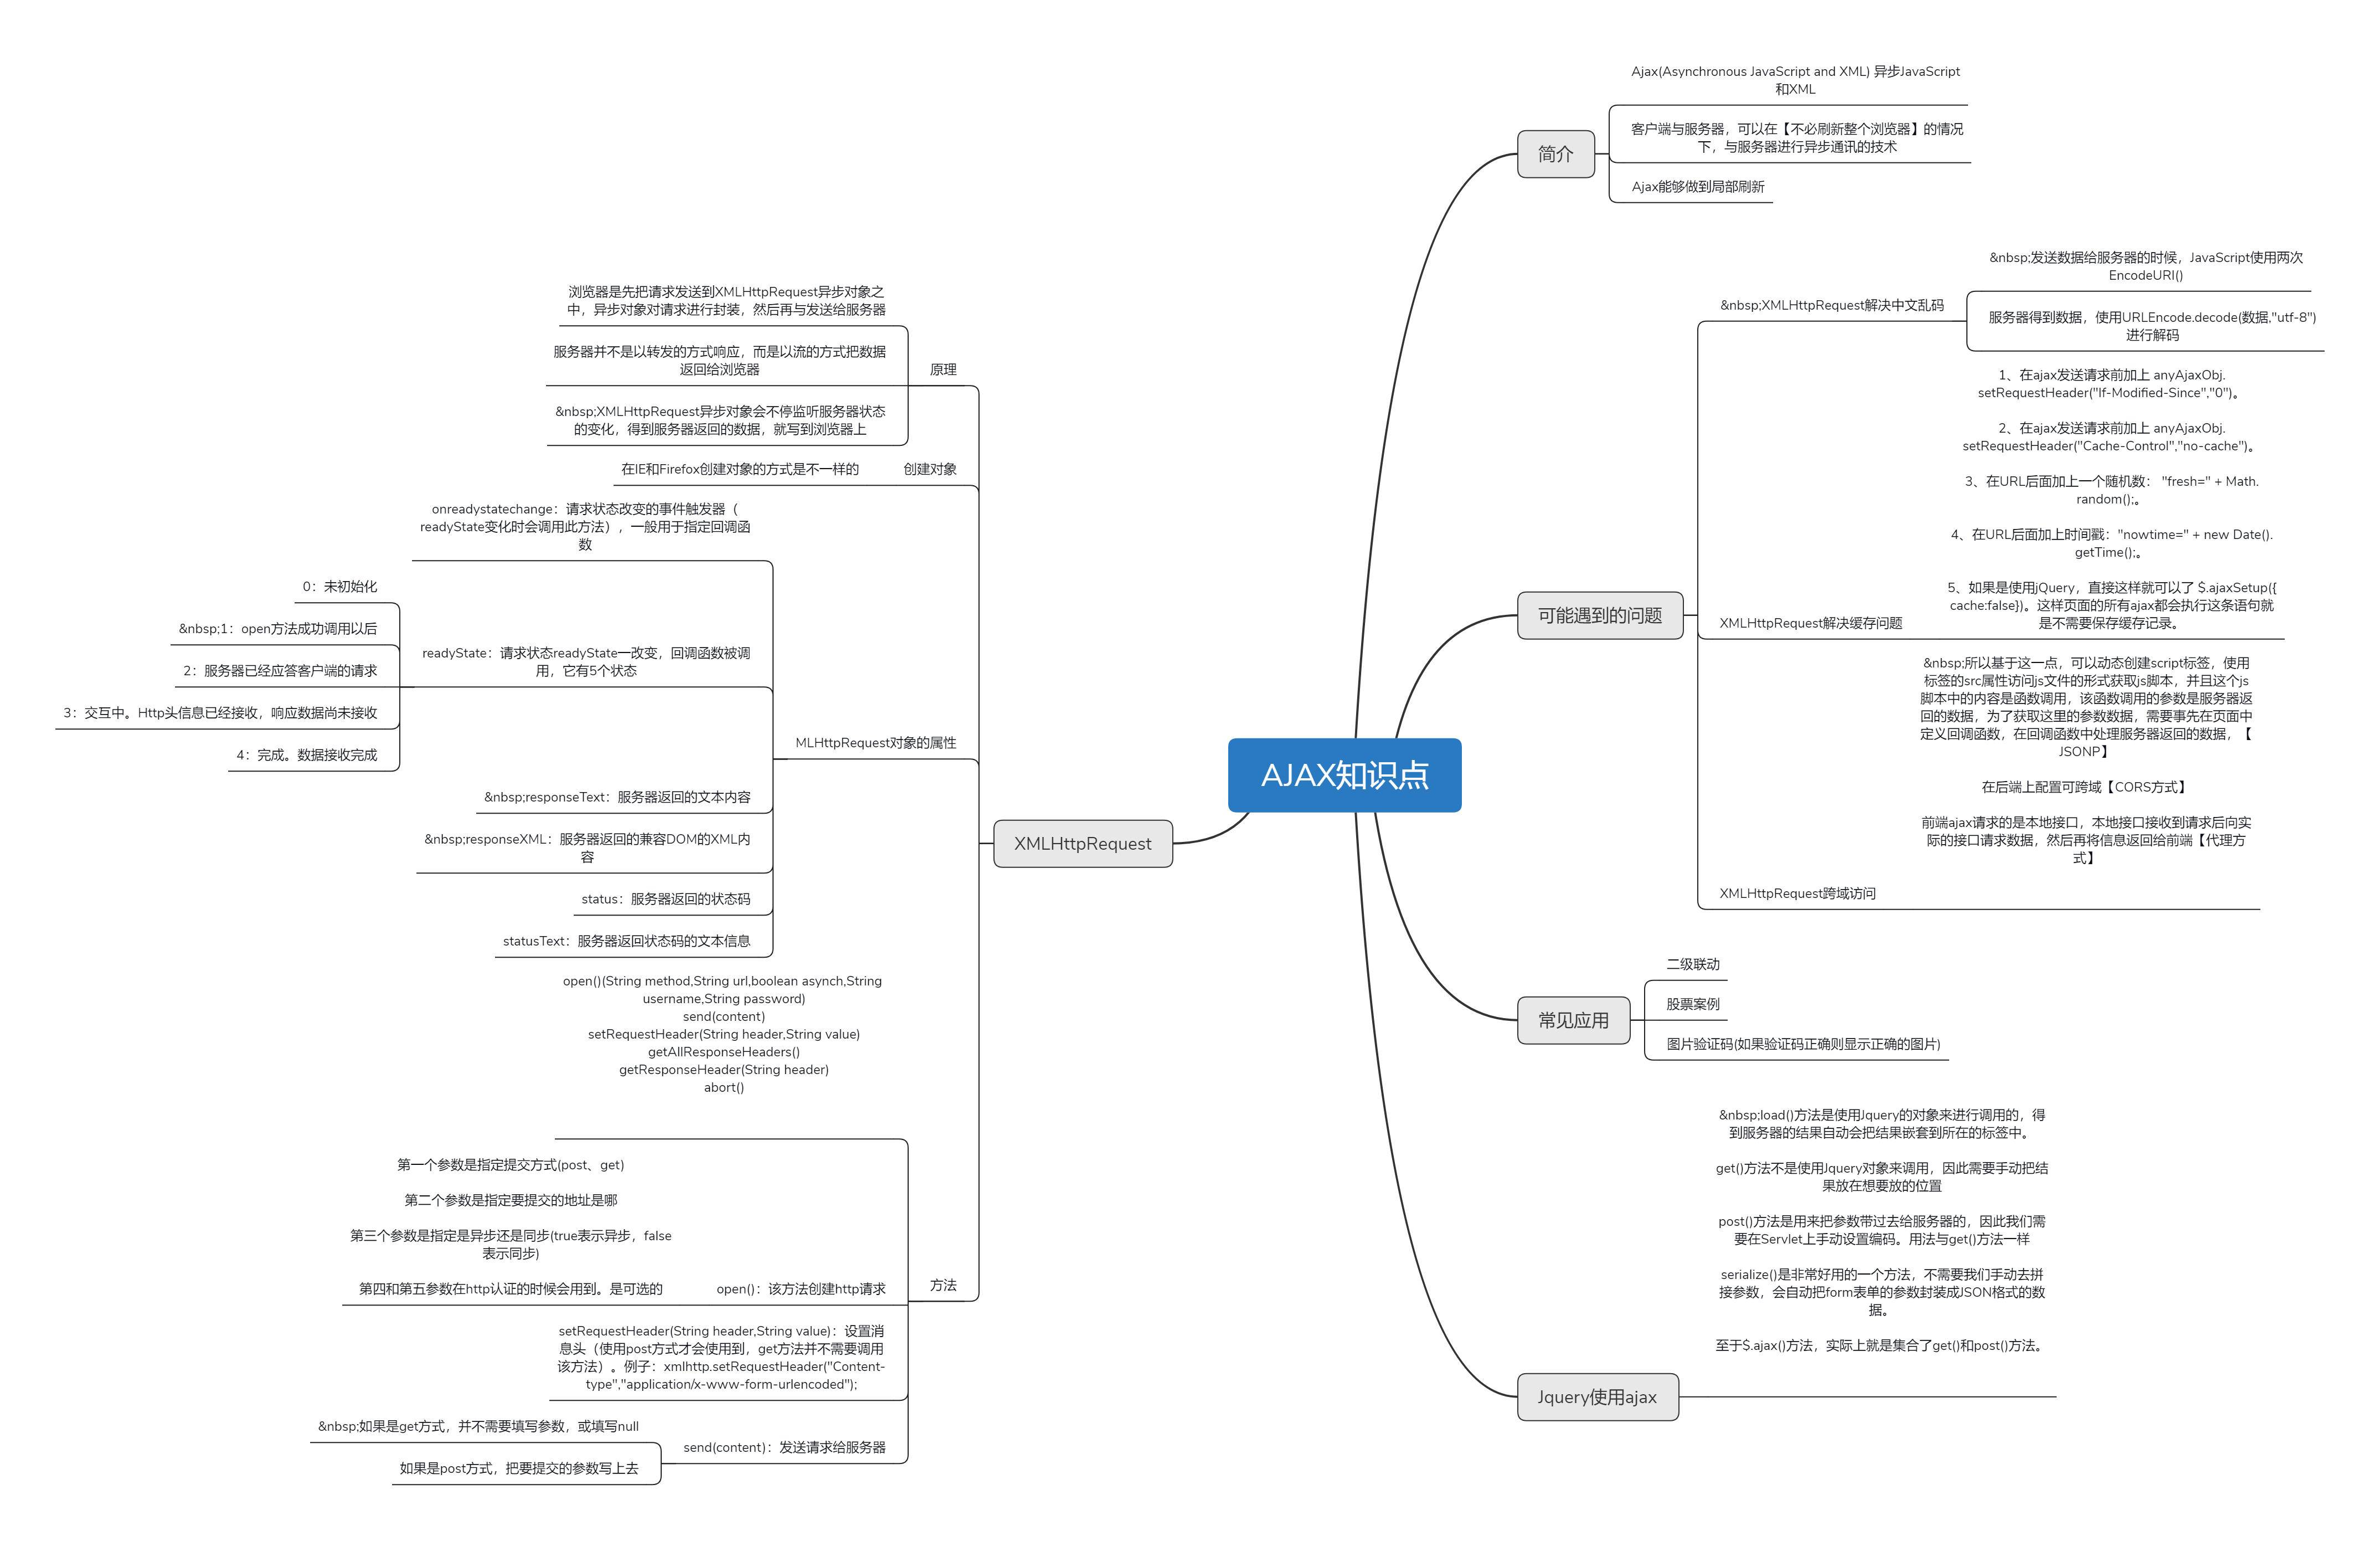 AJAX知识点
简介
Ajax(Asynchronous JavaScript and XML) 异步JavaScript
和XML
客户端与服务器，可以在【不必刷新整个浏览器】的情况
下，与服务器进行异步通讯的技术
Ajax能够做到局部刷新
可能遇到的问题
&nbsp;XMLHttpRequest解决中文乱码
&nbsp;发送数据给服务器的时候，JavaScript使用两次
EncodeURI()
服务器得到数据，使用URLEncode.decode(数据."utf-8")
进行解码
XMLHttpRequest解决缓存问题
1、在ajax发送请求前加上 anyAjaxObj.
setRequestHeader("If-Modified-Since","0")。
2、在ajax发送请求前加上 anyAjaxObj.
setRequestHeader("Cache-Control","no-cache")。
3、在URL后面加上一个随机数： "fresh=" + Math.
random();。
4、在URL后面加上时间戳："nowtime=" + new Date().
getTime();。
5、如果是使用jQuery，直接这样就可以了 $.ajaxSetup({
cache:false})。这样页面的所有ajax都会执行这条语句就
是不需要保存缓存记录。
XMLHttpRequest跨域访问
&nbsp;所以基于这一点，可以动态创建script标签，使用
标签的src属性访问js文件的形式获取js脚本，并且这个js
脚本中的内容是函数调用，该函数调用的参数是服务器返
回的数据，为了获取这里的参数数据，需要事先在页面中
定义回调函数，在回调函数中处理服务器返回的数据，【
JSONP】
在后端上配置可跨域【CORS方式】
前端ajax请求的是本地接口，本地接口接收到请求后向实
际的接口请求数据，然后再将信息返回给前端【代理方
式】
常见应用
二级联动
股票案例
图片验证码(如果验证码正确则显示正确的图片)
Jquery使用ajax
&nbsp;load()方法是使用Jquery的对象来进行调用的，得
到服务器的结果自动会把结果嵌套到所在的标签中。
get()方法不是使用Jquery对象来调用，因此需要手动把结
果放在想要放的位置
post()方法是用来把参数带过去给服务器的，因此我们需
要在Servlet上手动设置编码。用法与get()方法一样
serialize()是非常好用的一个方法，不需要我们手动去拼
接参数，会自动把form表单的参数封装成JSON格式的数
据。
至于$.ajax()方法，实际上就是集合了get()和post()方法。
XMLHttpRequest
原理
浏览器是先把请求发送到XMLHttpRequest异步对象之
中，异步对象对请求进行封装，然后再与发送给服务器
服务器并不是以转发的方式响应，而是以流的方式把数据
返回给浏览器
&nbsp;XMLHttpRequest异步对象会不停监听服务器状态
的变化，得到服务器返回的数据，就写到浏览器上
创建对象
在IE和Firefox创建对象的方式是不一样的
MLHttpRequest对象的属性
onreadystatechange：请求状态改变的事件触发器（
readyState变化时会调用此方法），一般用于指定回调函
数
readyState：请求状态readyState一改变，回调函数被调
用，它有5个状态
0：未初始化
&nbsp;1：open方法成功调用以后
2：服务器已经应答客户端的请求
3：交互中。Http头信息已经接收，响应数据尚未接收
4：完成。数据接收完成
&nbsp;responseText：服务器返回的文本内容
&nbsp;responseXML：服务器返回的兼容DOM的XML内
容
status：服务器返回的状态码
statusText：服务器返回状态码的文本信息
方法
open()(String method,String url,boolean asynch,String
username,String password)
send(content)
setRequestHeader(String header,String value)
getAllResponseHeaders()
getResponseHeader(String header)
abort()
open()：该方法创建http请求
第一个参数是指定提交方式(post、get)
第二个参数是指定要提交的地址是哪
第三个参数是指定是异步还是同步(true表示异步，false
表示同步)
第四和第五参数在http认证的时候会用到。是可选的
setRequestHeader(String header,String value)：设置消
息头（使用post方式才会使用到，get方法并不需要调用
该方法）。例子：xmlhttp.setRequestHeader("Content-
type","application/x-www-form-urlencoded");
send(content)：发送请求给服务器
&nbsp;如果是get方式，并不需要填写参数，或填写null
如果是post方式，把要提交的参数写上去